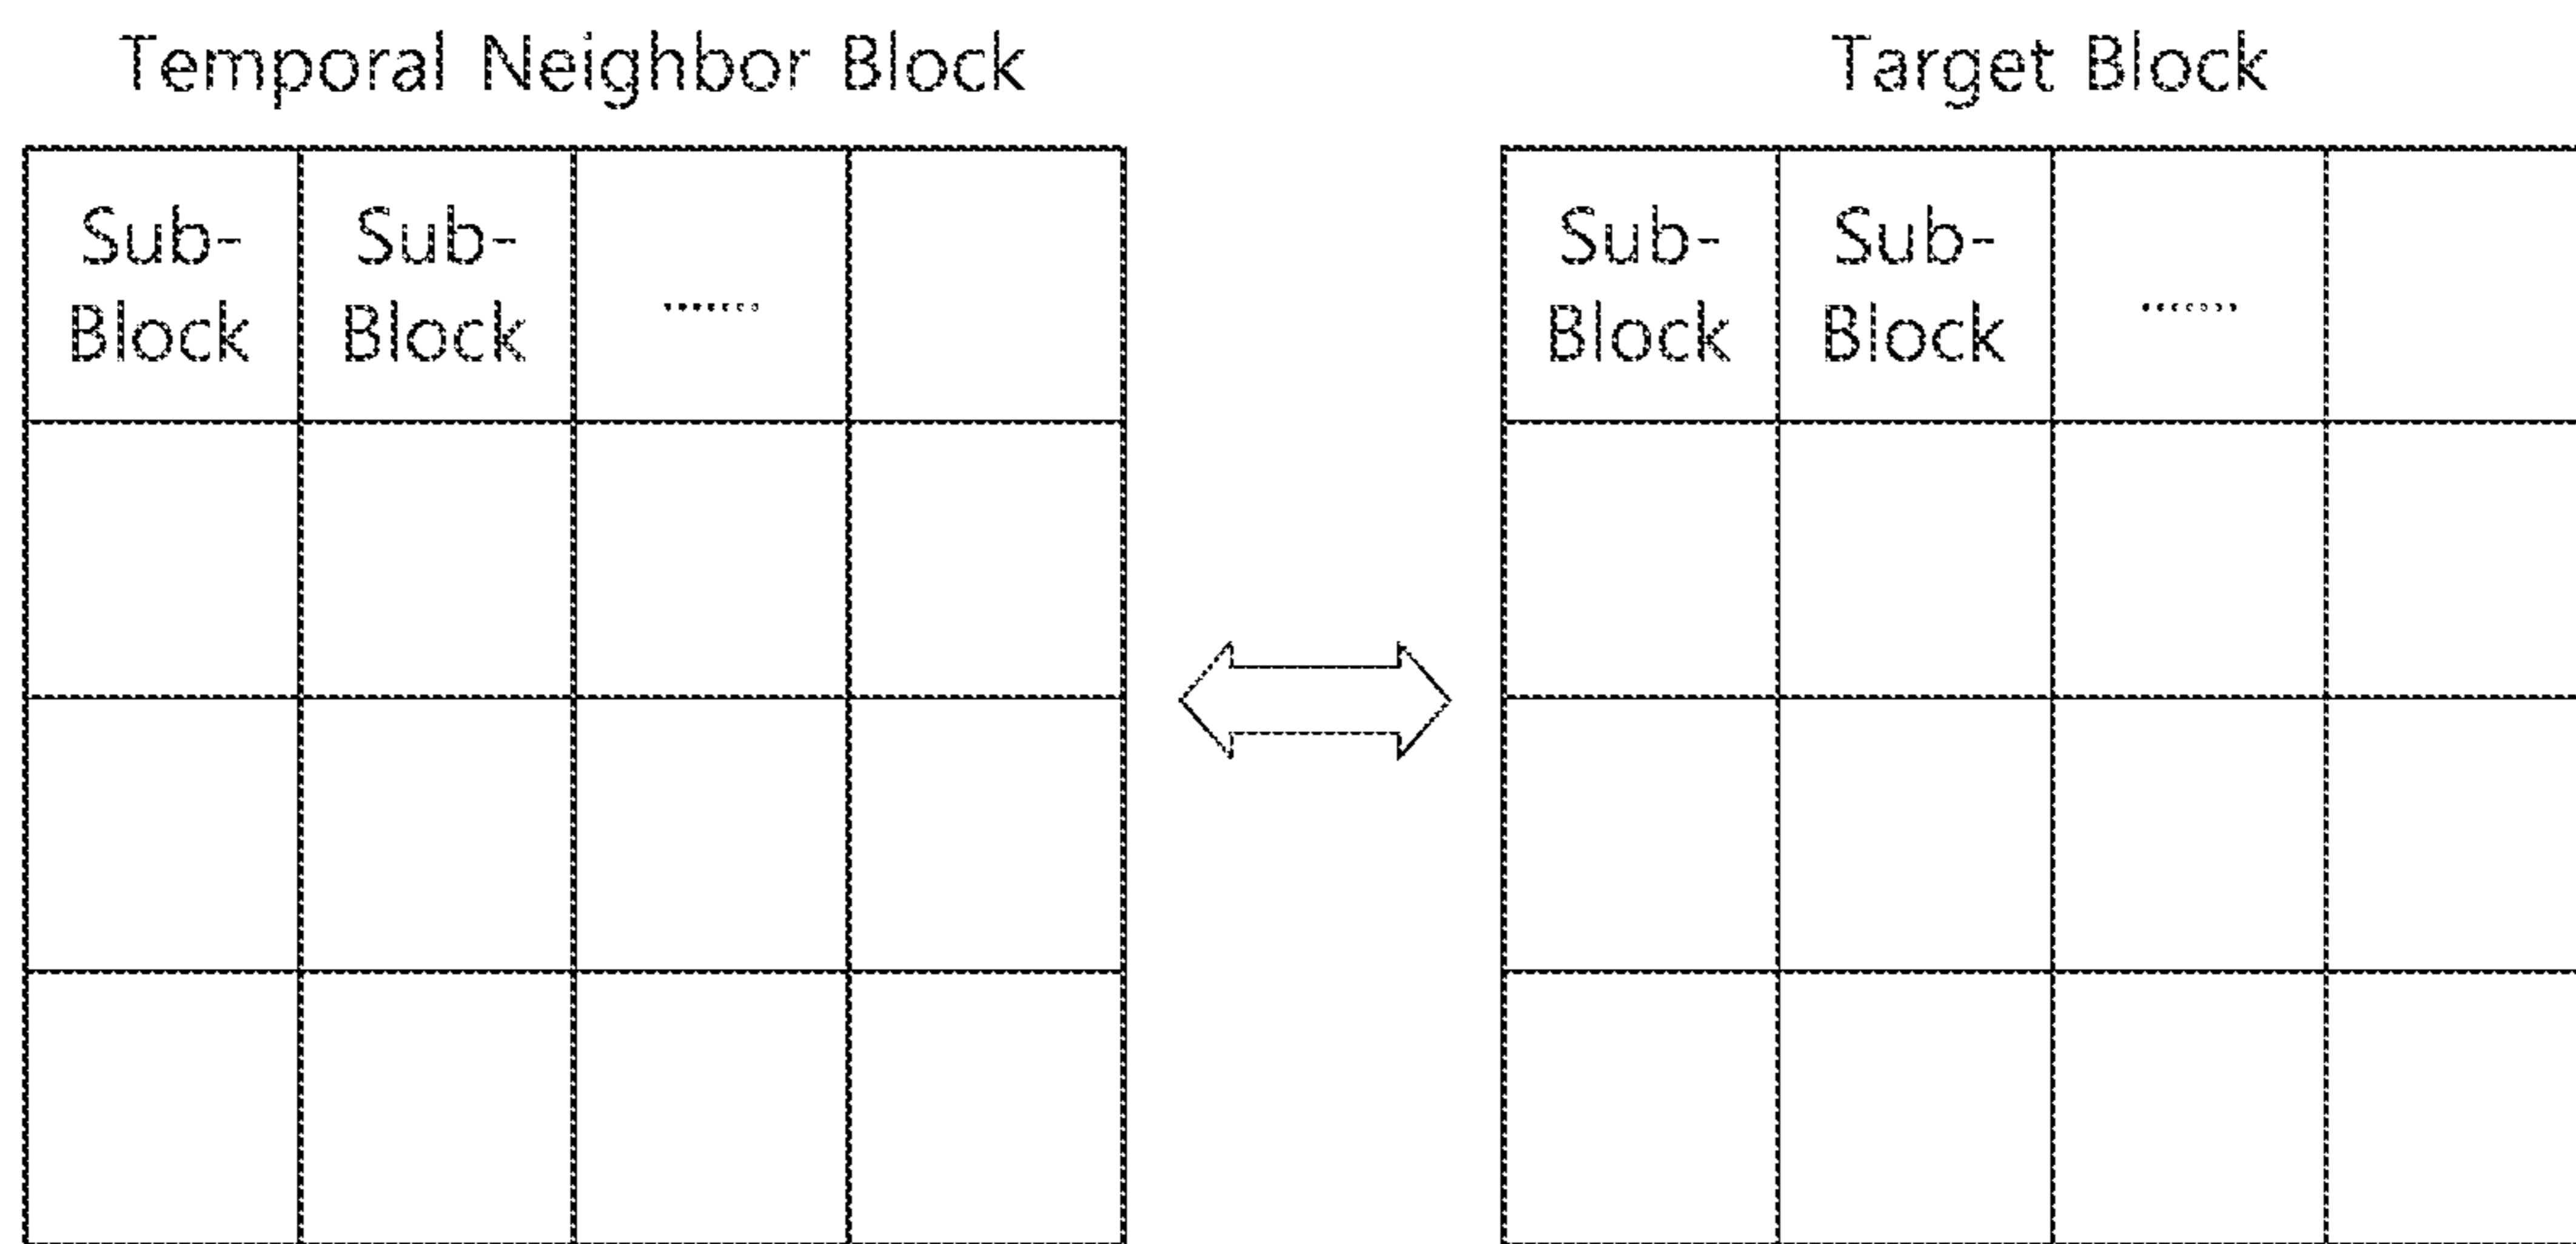 Temporal Neighbor Block
Target Block
Sub-
Block
Sub-
Block
.......
Sub-
Block
Sub-
Block
.......